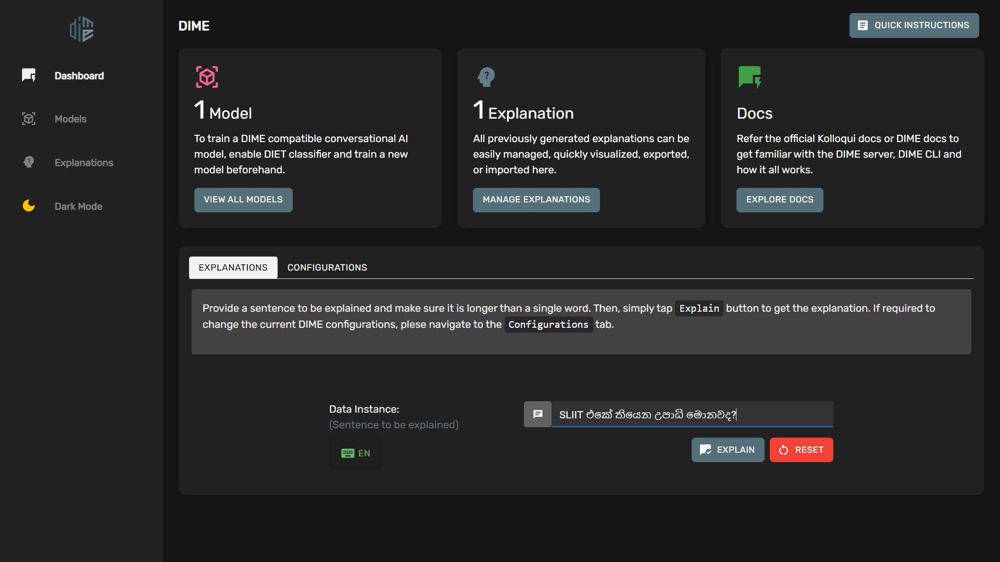 dime
DIME
QUICK INSTRUCTIONS
Dashboard
Models
Explanations
Dark Mode
1 Model
To train a DIME compatible conversational AI
model, enable DIET classifier and train a new
model beforehand.
VIEW ALL MODELS
1 Explanation
All previously generated explanations can be
easily managed, quickly visualized, exported,
or imported here.
MANAGE EXPLANATIONS
Docs
Refer the official Kolloqui docs or DIME docs to
get familiar with the DIME server, DIME CLI and
how it all works.
EXPLORE DOCS
EXPLANATIONS CONFIGURATIONS
Provide a sentence to be explained and make sure it is longer than a single word. Then, simply tap Explain button to get the explanation. If required to
change the current DIME configurations, plese navigate to the Configurations tab.
Data Instance:
(Sentence to be explained)
EN
SLIIT එකේ තියෙන උපාධි මොනවද?
EXPLAIN
RESET